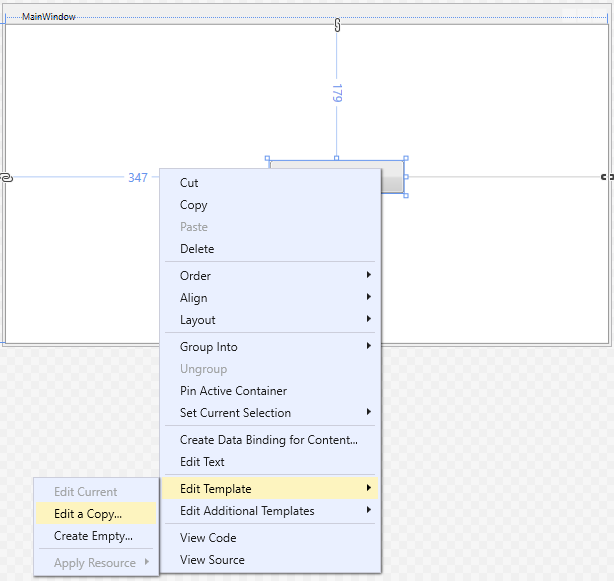 MainWindow
179
347
Cut
Copy
Paste
Delete
Order
Align
Layout
Group Into
Ungroup
Pin Active Container
Set Current Selection
Create Data Binding for Content...
Edit Text
Edit Template
Edit Additional Templates
View Code
View Source
Edit Current
Edit a Copy...
Create Empty...
Apply Resource